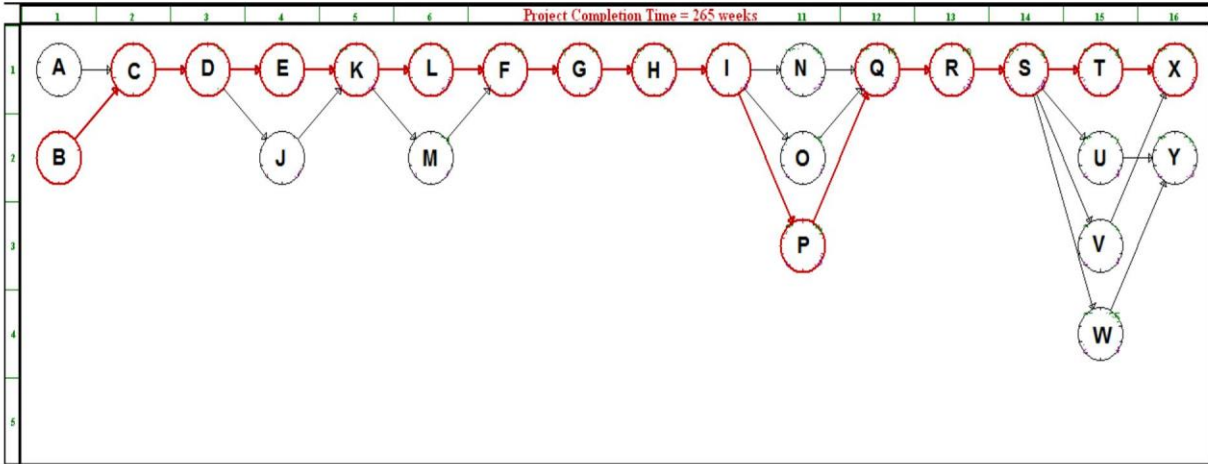 1 2 3 4 5 6 Project Completion Time = 265 weeks 11 12 13 14 15 16
1 A C D E K L F G H I N Q R S T X
2 B J M O U Y
3 P V
4 W
5